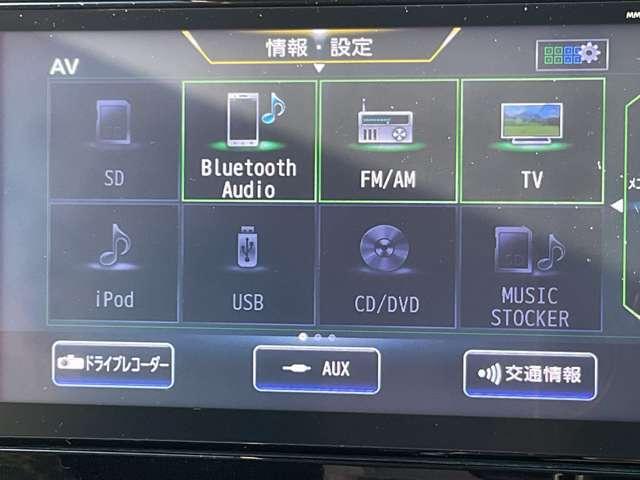 情報・設定
AV
SD
Bluetooth
Audio
FM/AM
TV
iPod
USB
CD/DVD
MUSIC
STOCKER
ドライブレコーダー
AUX
交通情報